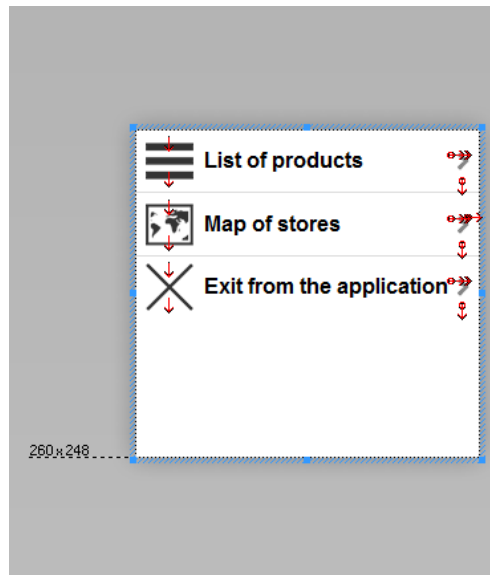 List of products
Map of stores
Exit from the application
260 x 248